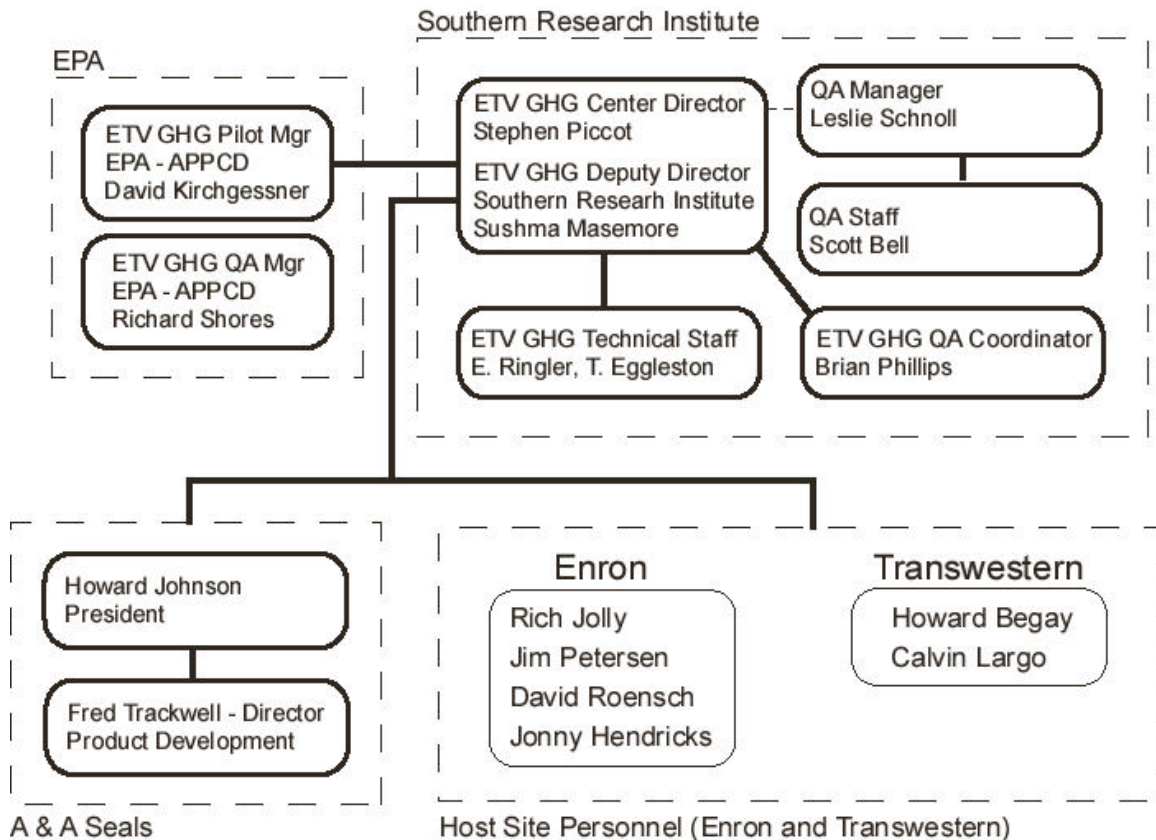 Southern Research Institute
EPA
ETV GHG Pilot Mgr
EPA - APPCD
David Kirchgessner
ETV GHG QA Mgr
EPA - APPCD
Richard Shores
ETV GHG Center Director
Stephen Piccot
ETV GHG Deputy Director
Southern Researh Institute
Sushma Masemore
QA Manager
Leslie Schnoll
QA Staff
Scott Bell
ETV GHG Technical Staff
E. Ringler, T. Eggleston
ETV GHG QA Coordinator
Brian Phillips
Howard Johnson
President
Fred Trackwell - Director
Product Development
A & A Seals
Enron
Rich Jolly
Jim Petersen
David Roensch
Jonny Hendricks
Transwestern
Howard Begay
Calvin Largo
Host Site Personnel (Enron and Transwestern)